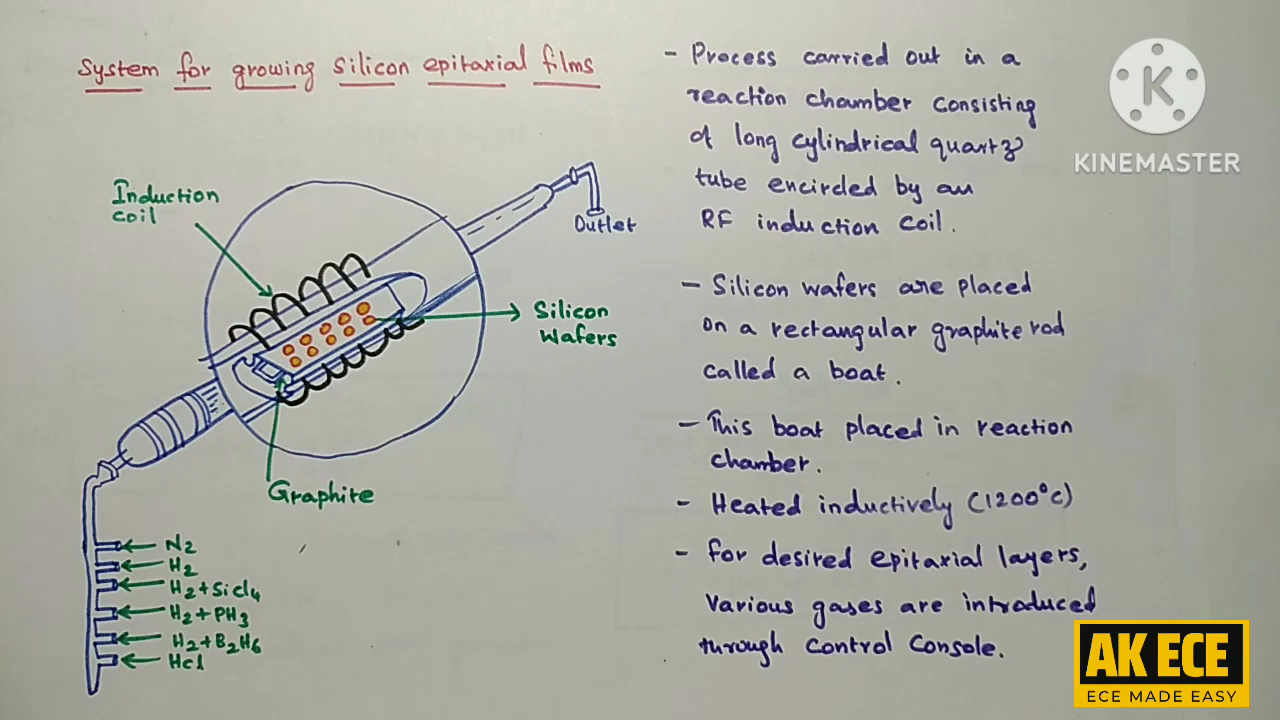 System for growing Silicon epitaxial films
Induction
coil
Outlet
Silicon
Wafers
Graphite
N2
H2
H2+Sicl4
H2+PH3
H2+B2H6
Hcl
- Process carried out in a
reaction chamber consisting
of long cylindrical quartz
tube encircled by an
RF induction coil.
- Silicon wafers are placed
on a rectangular graphite rod
called a boat.
- This boat placed in reaction
chamber.
- Heated inductively (1200°c)
- for desired epitaxial layers,
Various gases are introduced
through Control Console.
K
KINEMASTER
AK ECE
ECE MADE EASY